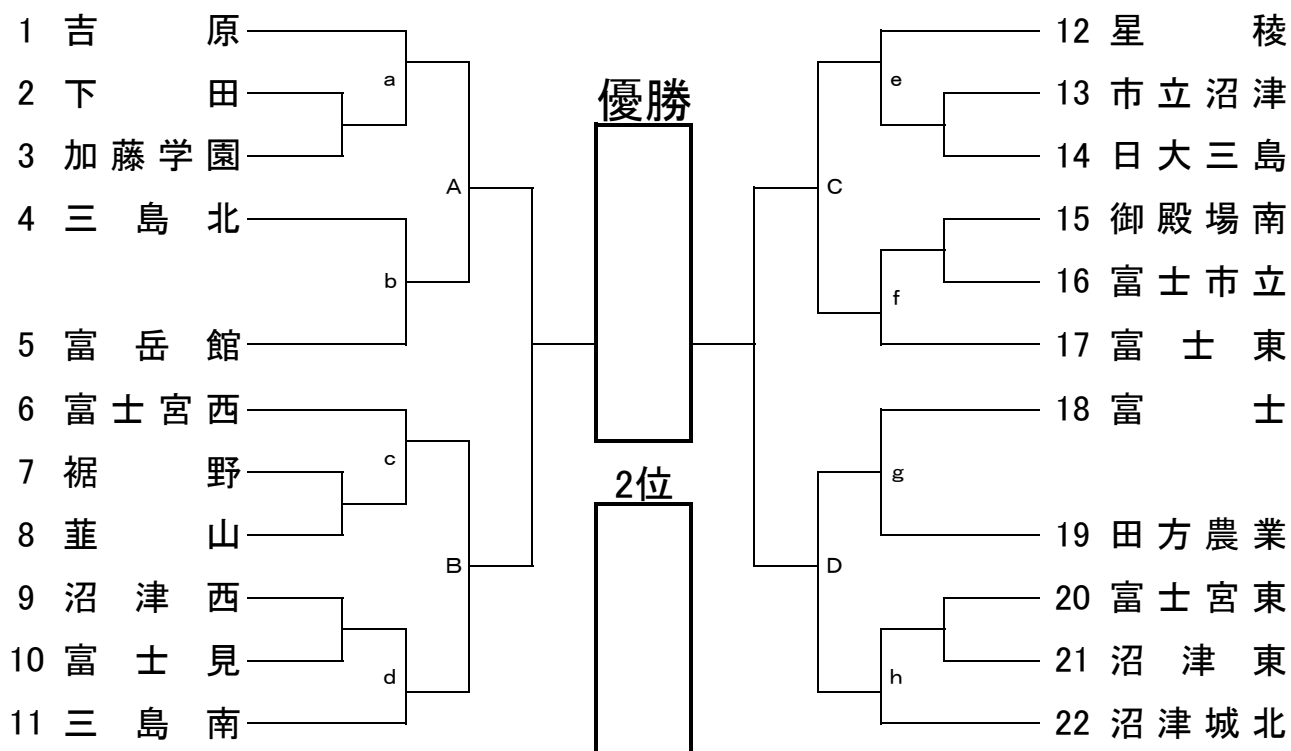 1 吉原
2 下田
3 加藤学園
4 三島北
5 富岳館
6 富士宮西
7 裾野
8 韮山
9 沼津西
10 富士見
11 三島南
a
b
c
d
A
B
優勝
2位
C
D
e
f
g
h
12 星稜
13 市立沼津
14 日大三島
15 御殿場南
16 富士市立
17 富士東
18 富士
19 田方農業
20 富士宮東
21 沼津東
22 沼津城北